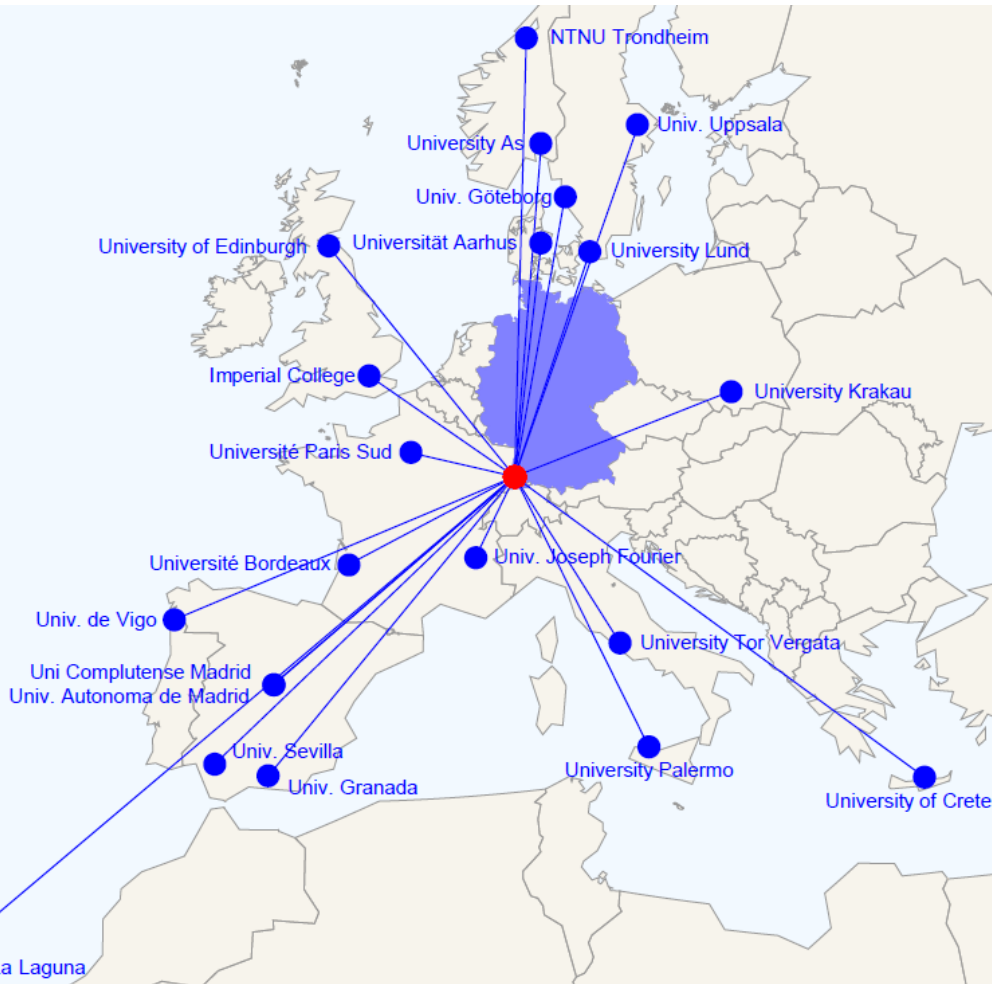 NTNU Trondheim
Univ. Uppsala
University As
Univ. Göteborg
University of Edinburgh
Universität Aarhus
University Lund
Imperial College
University Krakau
Université Paris Sud
Université Bordeaux
Univ. Joseph Fourier
Univ. de Vigo
University Tor Vergata
Uni Complutense Madrid
Univ. Autonoma de Madrid
Univ. Sevilla
University Palermo
Univ. Granada
University of Crete
a Laguna